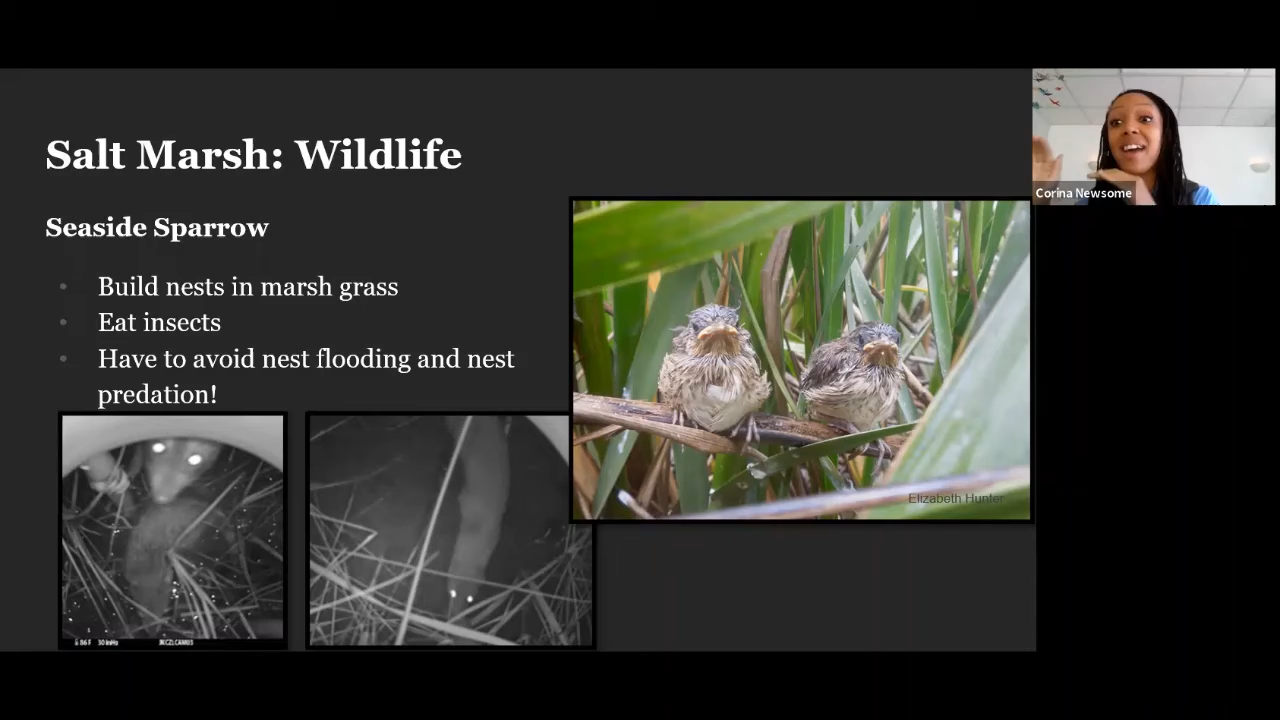 Salt Marsh: Wildlife
Seaside Sparrow
Build nests in marsh grass
Eat insects
Have to avoid nest flooding and nest
predation!
Corina Newsome
Elizabeth Hunter